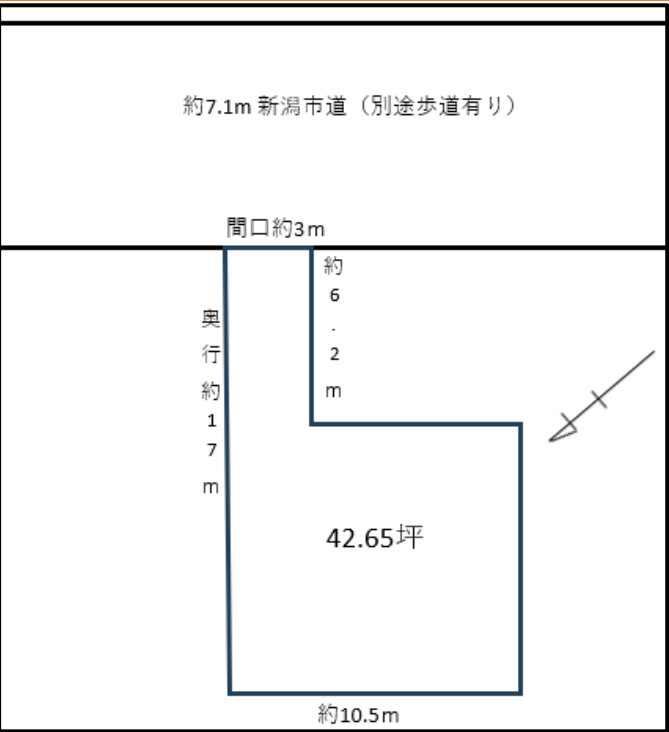 約7.1m 新潟市道（別途歩道有り）
間口約3m
約6.2m
奥行約17m
42.65坪
約10.5m